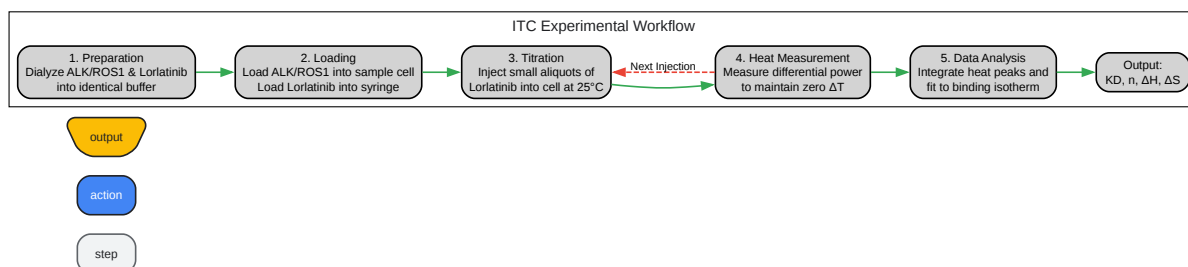 ITC Experimental Workflow
1. Preparation
Dialyze ALK/ROS1 & Lorlatinib
into identical buffer
2. Loading
Load ALK/ROS1 into sample cell
Load Lorlatinib into syringe
3. Titration
Inject small aliquots of
Lorlatinib into cell at 25°C
Next Injection
4. Heat Measurement
Measure differential power
to maintain zero ΔT
5. Data Analysis
Integrate heat peaks and
fit to binding isotherm
Output:
KD, n, ΔH, ΔS
output
action
step